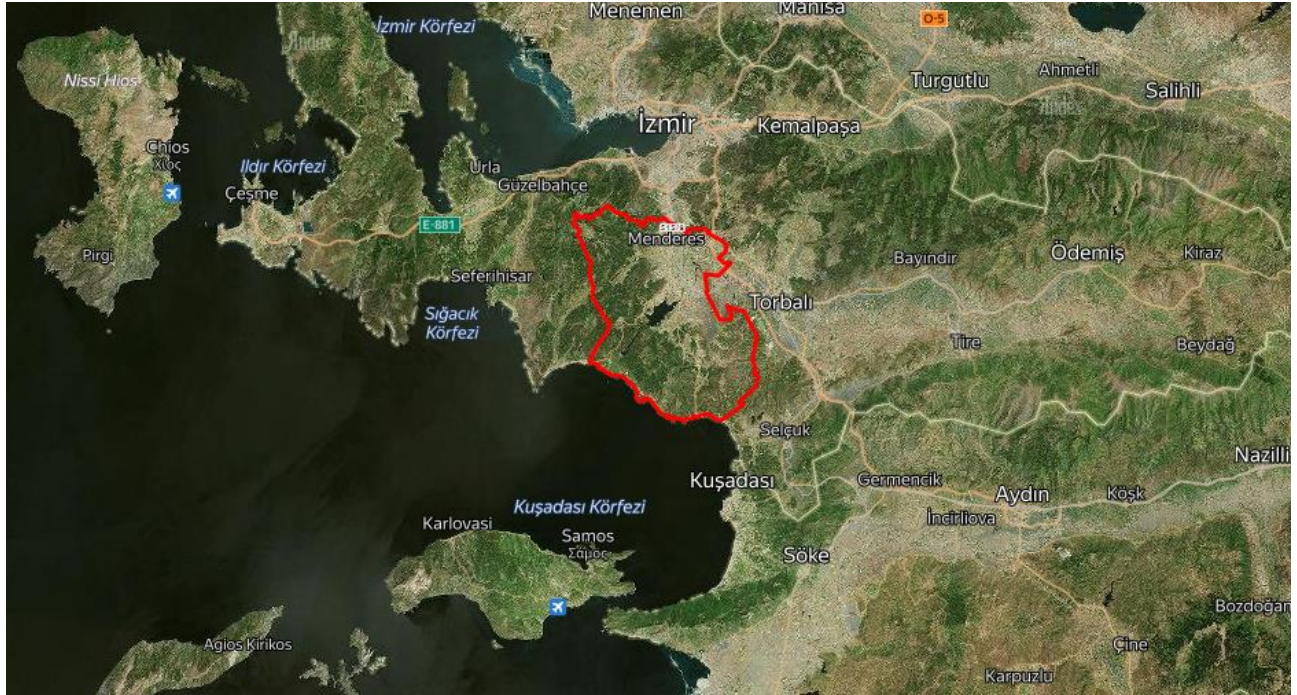 Menemen
Manisa
O-5
İzmir Körfezi
Yandex
Nissi Hios
Turgutlu
Ahmetli
Salihli
Yandex
İzmir
Kemalpaşa
Chios
Χίος
Ildır Körfezi
Urla
Güzelbahçe
Çeşme
E-881
Menderes
Pirgi
Seferihisar
Bayındır
Ödemiş
Kiraz
Sığacık
Körfezi
Torbalı
Tire
Beydağ
Selçuk
Kuşadası
Germencik
Nazilli
Aydın
Köşk
İncirliova
Kuşadası Körfezi
Karlovasi
Samos
Σάμος
Söke
Bozdoğan
Agios Kirikos
Çine
Karpuzlu